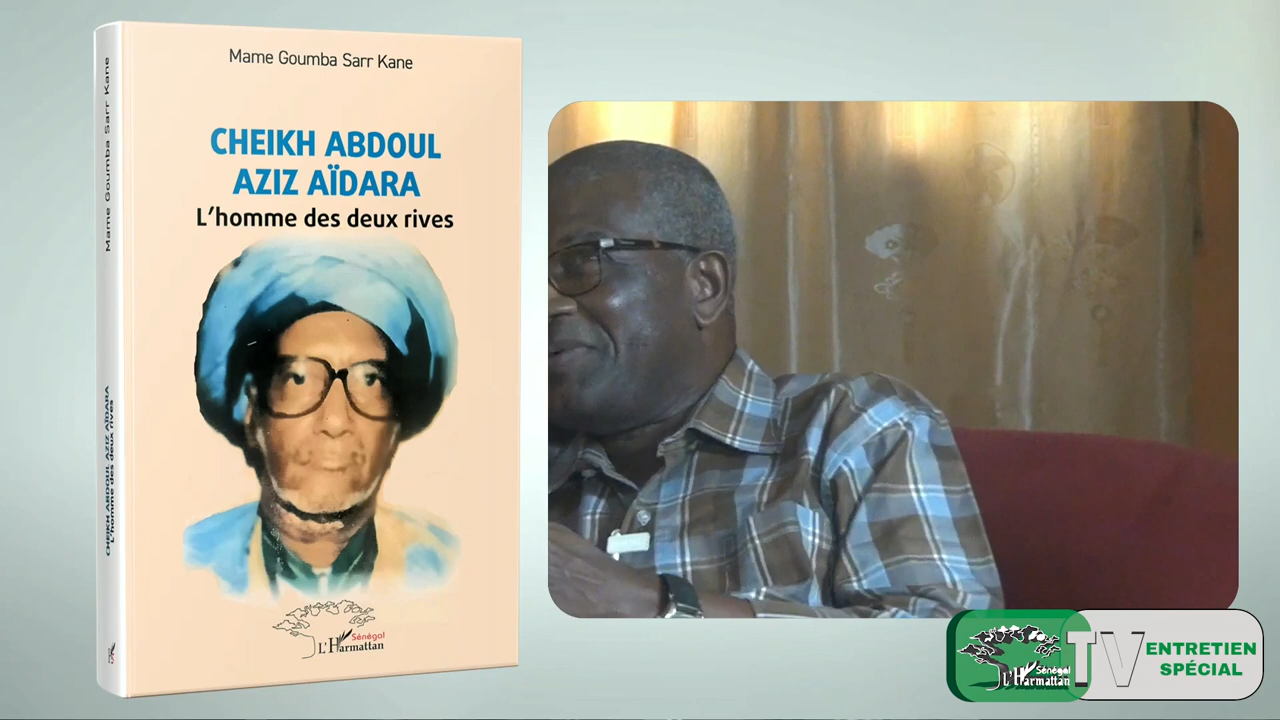 Mame Goumba Sarr Kane
CHEIKH ABDOUL
AZIZ AÏDARA
L'homme des deux rives
Sénégal
L'Harmattan
Mame Goumba Sarr Kane
CHEIKH ABDOUL AZIZ AÏDARA
L'homme des deux rives
Sénégal
L'Harmattan
TV
ENTRETIEN
SPÉCIAL